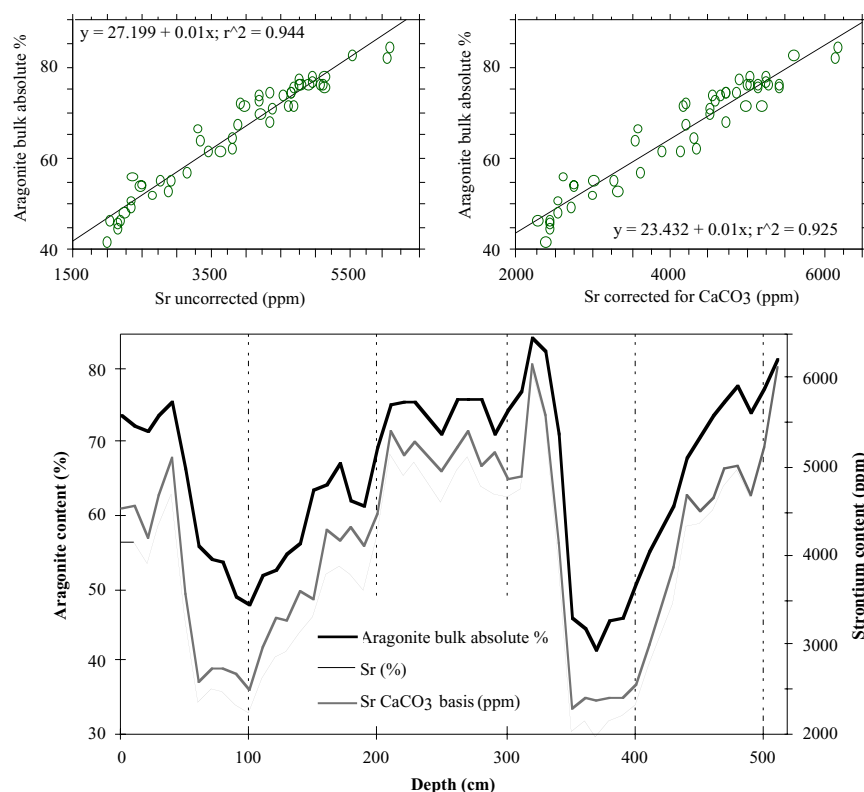 y = 27.199 + 0.01x; r^2 = 0.944
Aragonite bulk absolute %
80
60
40
1500
3500
5500
Sr uncorrected (ppm)
Aragonite bulk absolute %
80
60
40
y = 23.432 + 0.01x; r^2 = 0.925
2000
4000
6000
Sr corrected for CaCO3 (ppm)
Aragonite content (%)
80
70
60
50
40
30
Aragonite bulk absolute %
Sr (%)
Sr CaCO3 basis (ppm)
6000
5000
4000
3000
2000
Strontium content (ppm)
0
100
200
300
400
500
Depth (cm)